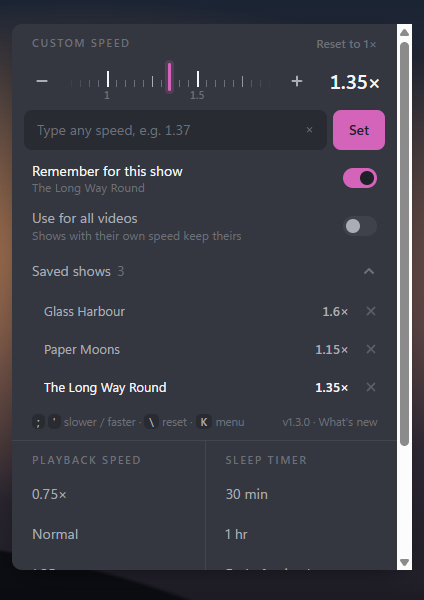 CUSTOM SPEED Reset to 1×
− + 1.35×
1 1.5
Type any speed, e.g. 1.37 × Set
Remember for this show
The Long Way Round
Use for all videos
Shows with their own speed keep theirs
Saved shows 3
Glass Harbour 1.6× ×
Paper Moons 1.15× ×
The Long Way Round 1.35× ×
; ' slower / faster · \ reset · K menu v1.3.0 · What's new
PLAYBACK SPEED SLEEP TIMER
0.75× 30 min
Normal 1 hr